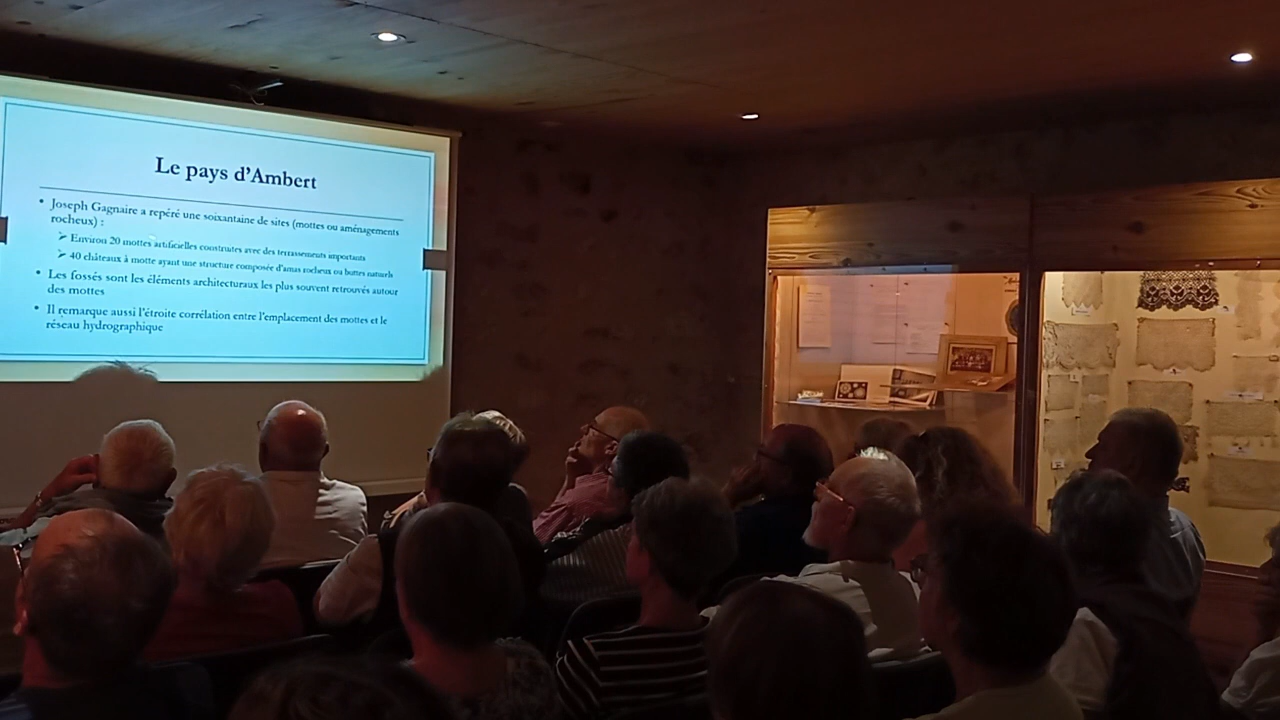 Le pays d'Ambert
• Joseph Gagnaire a repéré une soixantaine de sites (mottes ou aménagements
rocheux) :
➢ Environ 20 mottes artificielles construites avec des terrassements importants
➢ 40 châteaux à motte ayant une structure composée d'amas rocheux ou buttes naturels
• Les fossés sont les éléments architecturaux les plus souvent retrouvés autour
des mottes
• Il remarque aussi l'étroite corrélation entre l'emplacement des mottes et le
réseau hydrographique